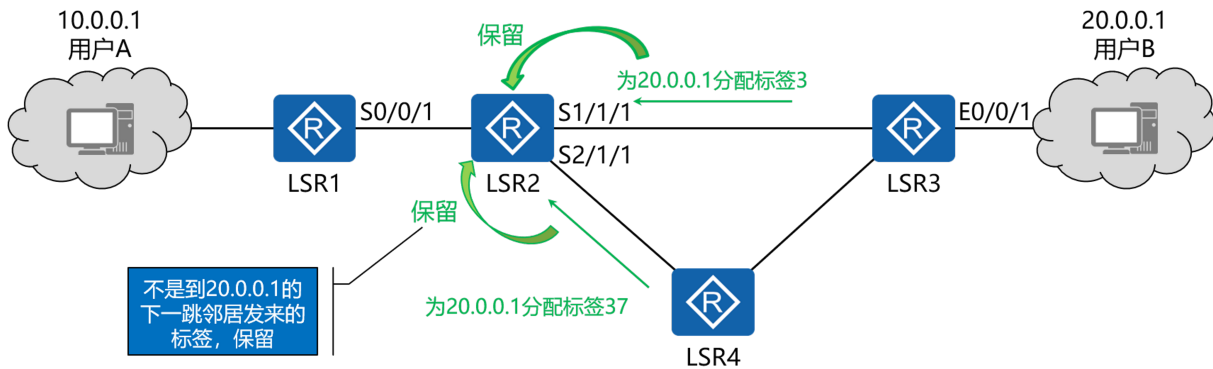 10.0.0.1
用户A
保留
为20.0.0.1分配标签3
20.0.0.1
用户B
R
S0/0/1
R
S1/1/1
S2/1/1
R
E0/0/1
LSR1
LSR2
LSR3
保留
不是到20.0.0.1的
下一跳邻居发来的
标签，保留
为20.0.0.1分配标签37
R
LSR4